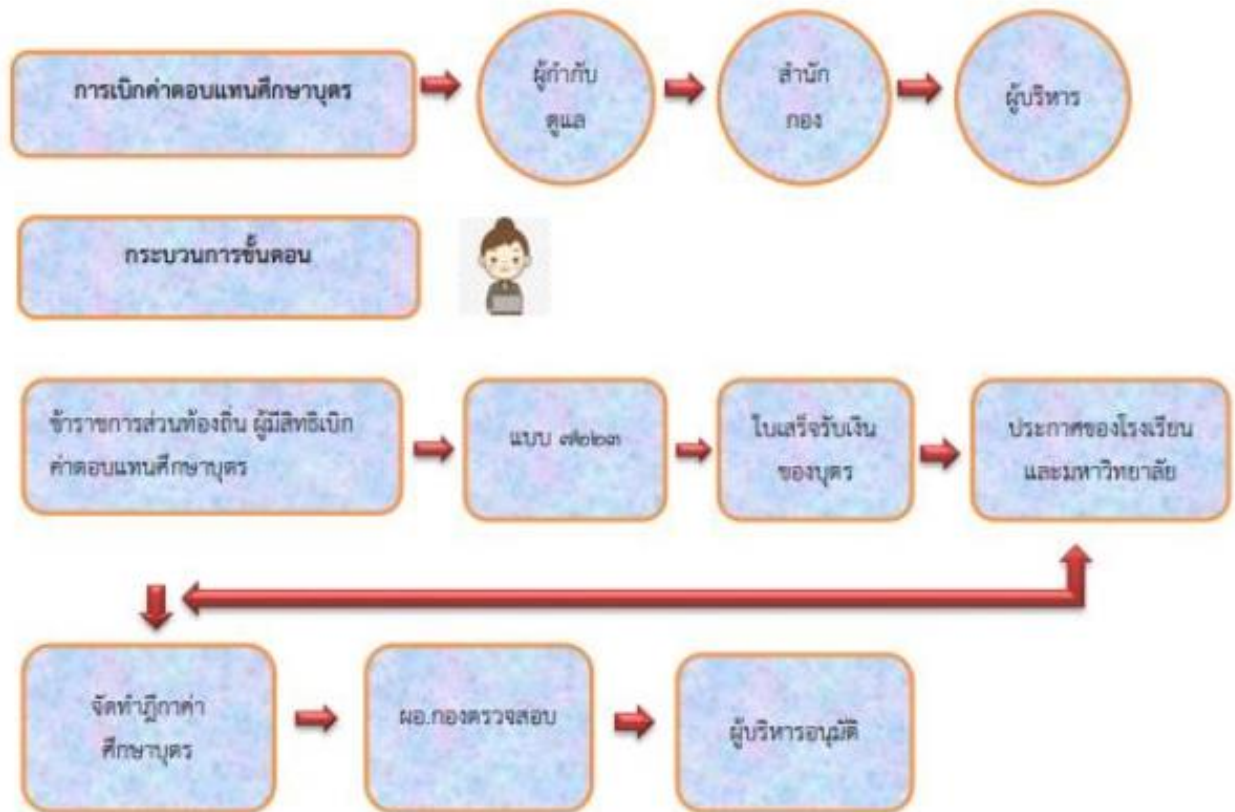 การเบิกค่าตอบแทนศึกษาบุตร
ผู้กำกับ
ดูแล
สำนัก
กอง
ผู้บริหาร
กระบวนการขั้นตอน
ข้าราชการส่วนท้องถิ่น ผู้มีสิทธิเบิก
ค่าตอบแทนศึกษาบุตร
แบบ ๗๒๒๓
ใบเสร็จรับเงิน
ของบุตร
ประกาศของโรงเรียน
และมหาวิทยาลัย
จัดทำฎีกาค่า
ศึกษาบุตร
ผอ.กองตรวจสอบ
ผู้บริหารอนุมัติ